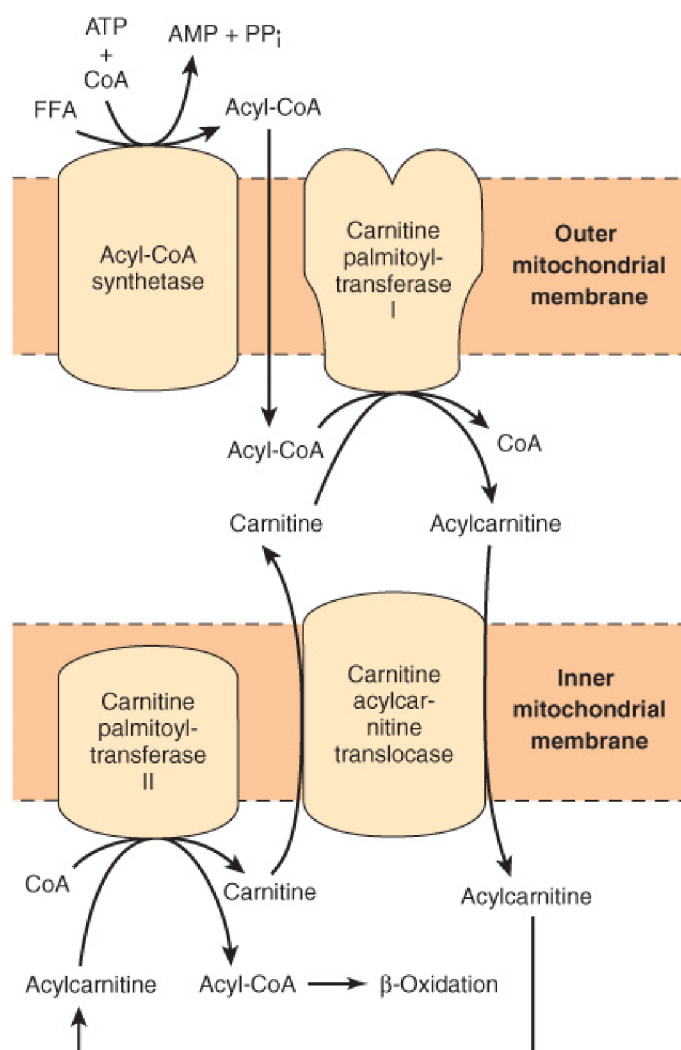 ATP
+
CoA
AMP + PPi
FFA
Acyl-CoA
Acyl-CoA
synthetase
Carnitine
palmitoyl-
transferase
I
Outer
mitochondrial
membrane
Acyl-CoA
CoA
Carnitine
Acylcarnitine
Carnitine
palmitoyl-
transferase
II
Carnitine
acylcar-
nitine
translocase
Inner
mitochondrial
membrane
CoA
Carnitine
Acylcarnitine
Acylcarnitine
Acyl-CoA
β-Oxidation